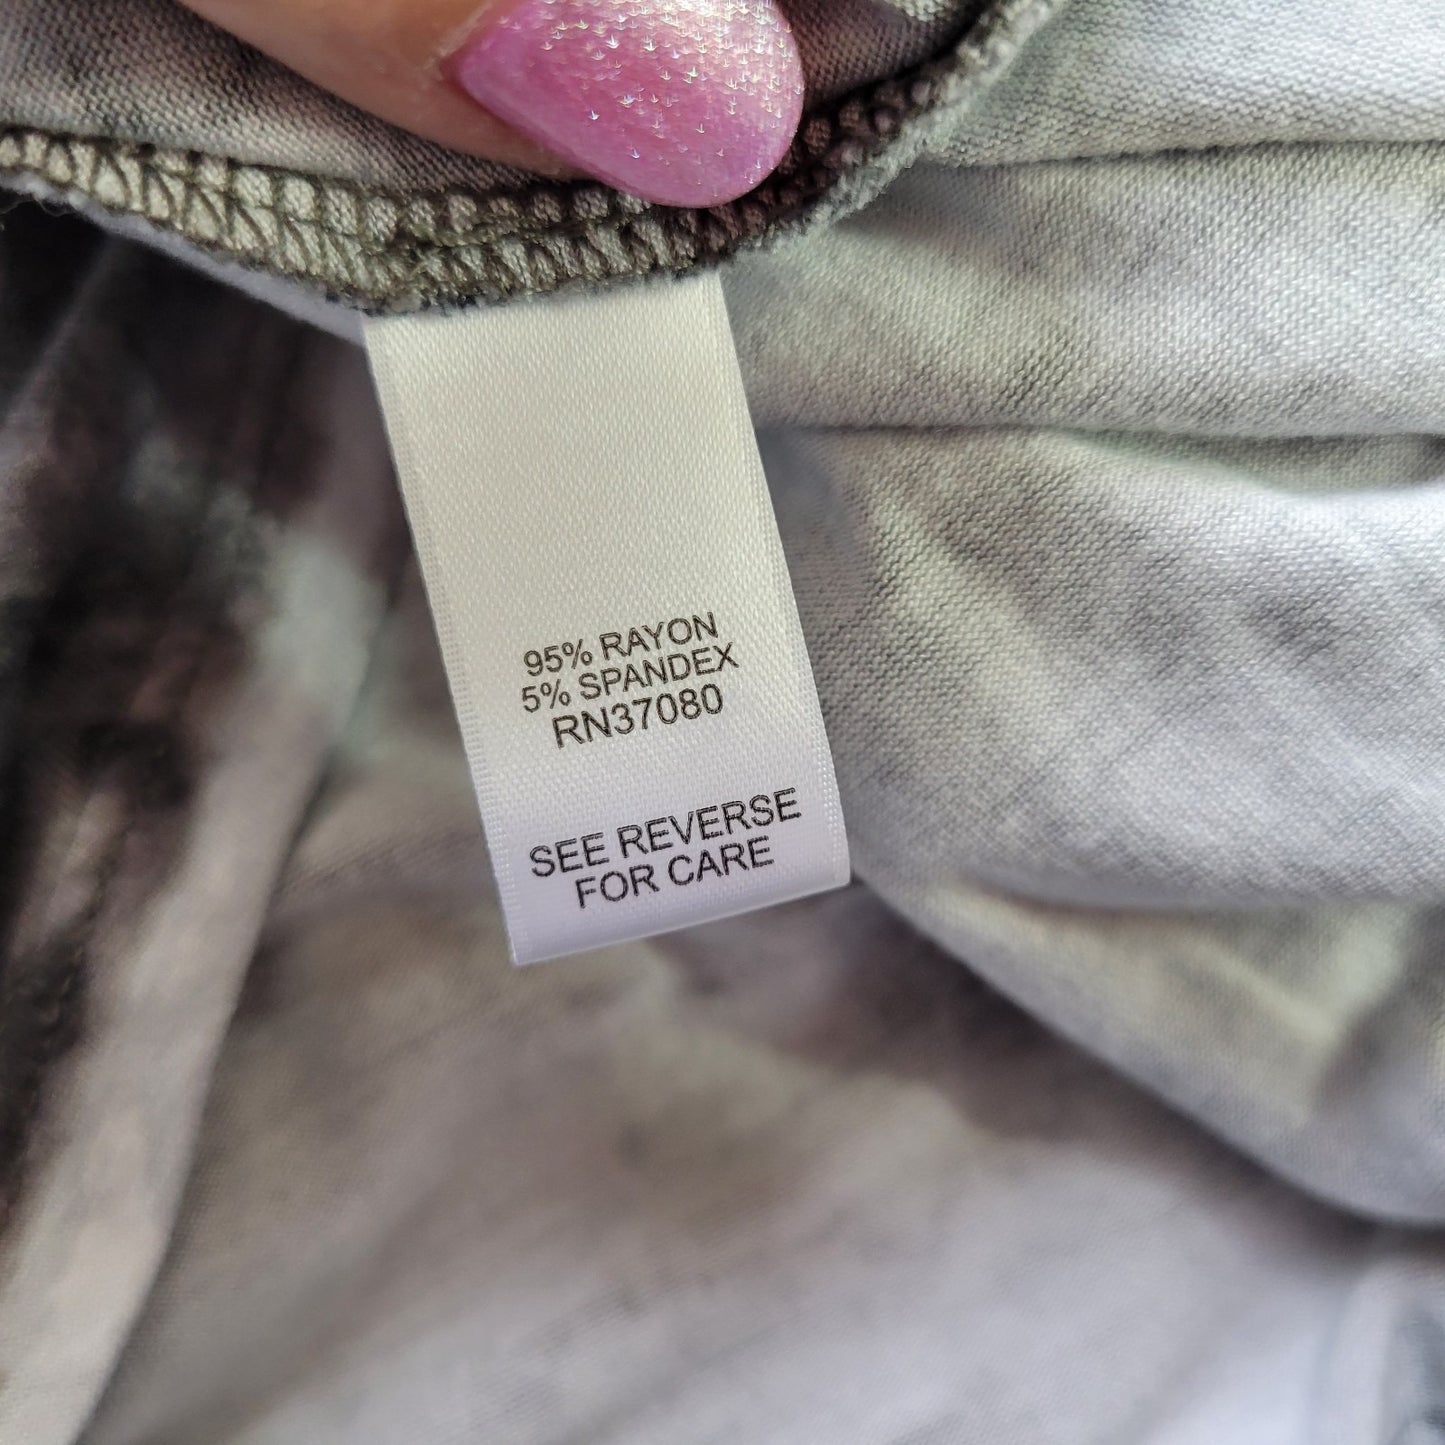 95% RAYON
5% SPANDEX
RN37080
SEE REVERSE
FOR CARE